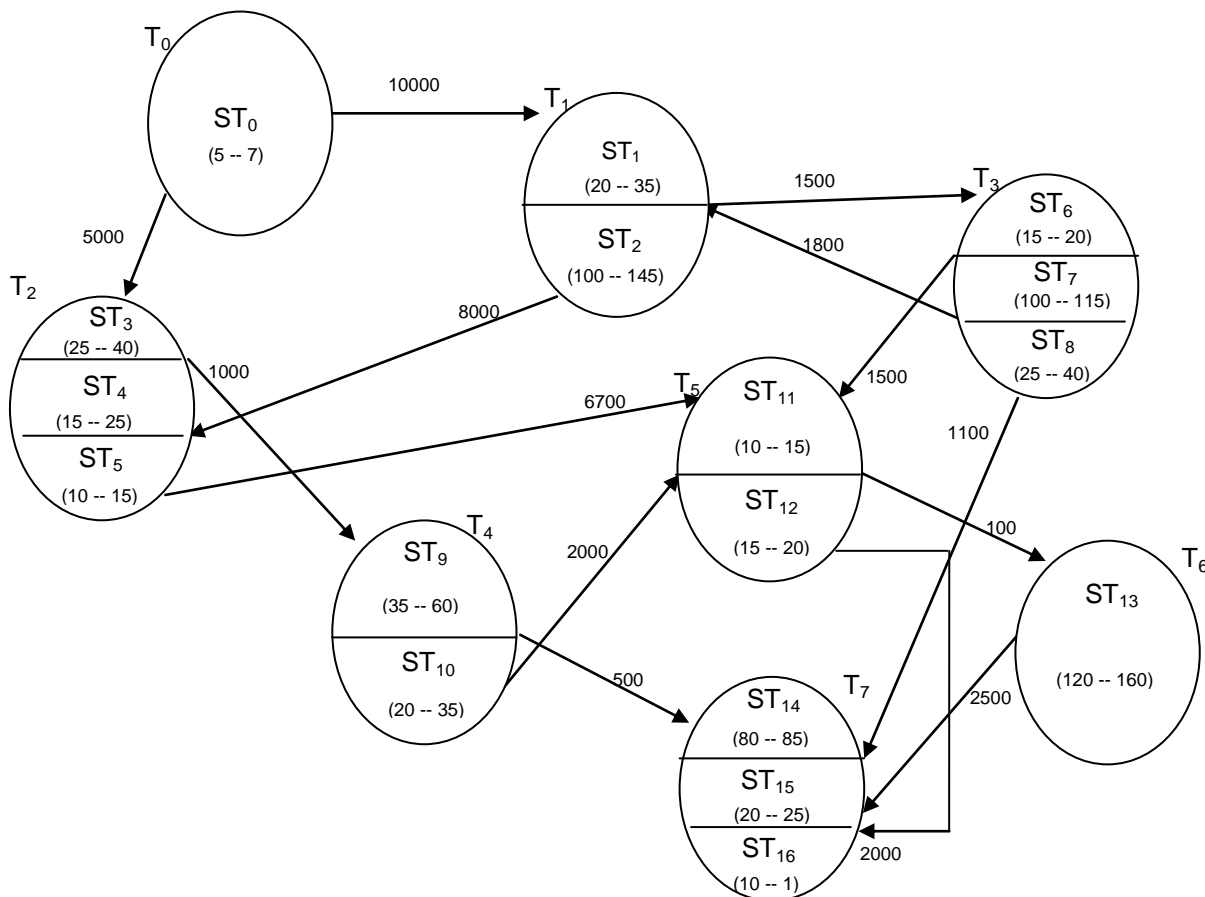 T0
ST0
(5 -- 7)
10000
5000
T1
ST1
(20 -- 35)
ST2
(100 -- 145)
1500
1800
8000
T3
ST6
(15 -- 20)
ST7
(100 -- 115)
ST8
(25 -- 40)
1500
1100
T2
ST3
(25 -- 40)
ST4
(15 -- 25)
ST5
(10 -- 15)
1000
6700
T5
ST11
(10 -- 15)
ST12
(15 -- 20)
100
T4
ST9
(35 -- 60)
ST10
(20 -- 35)
2000
500
T6
ST13
(120 -- 160)
2500
T7
ST14
(80 -- 85)
ST15
(20 -- 25)
ST16
(10 -- 1)
2000